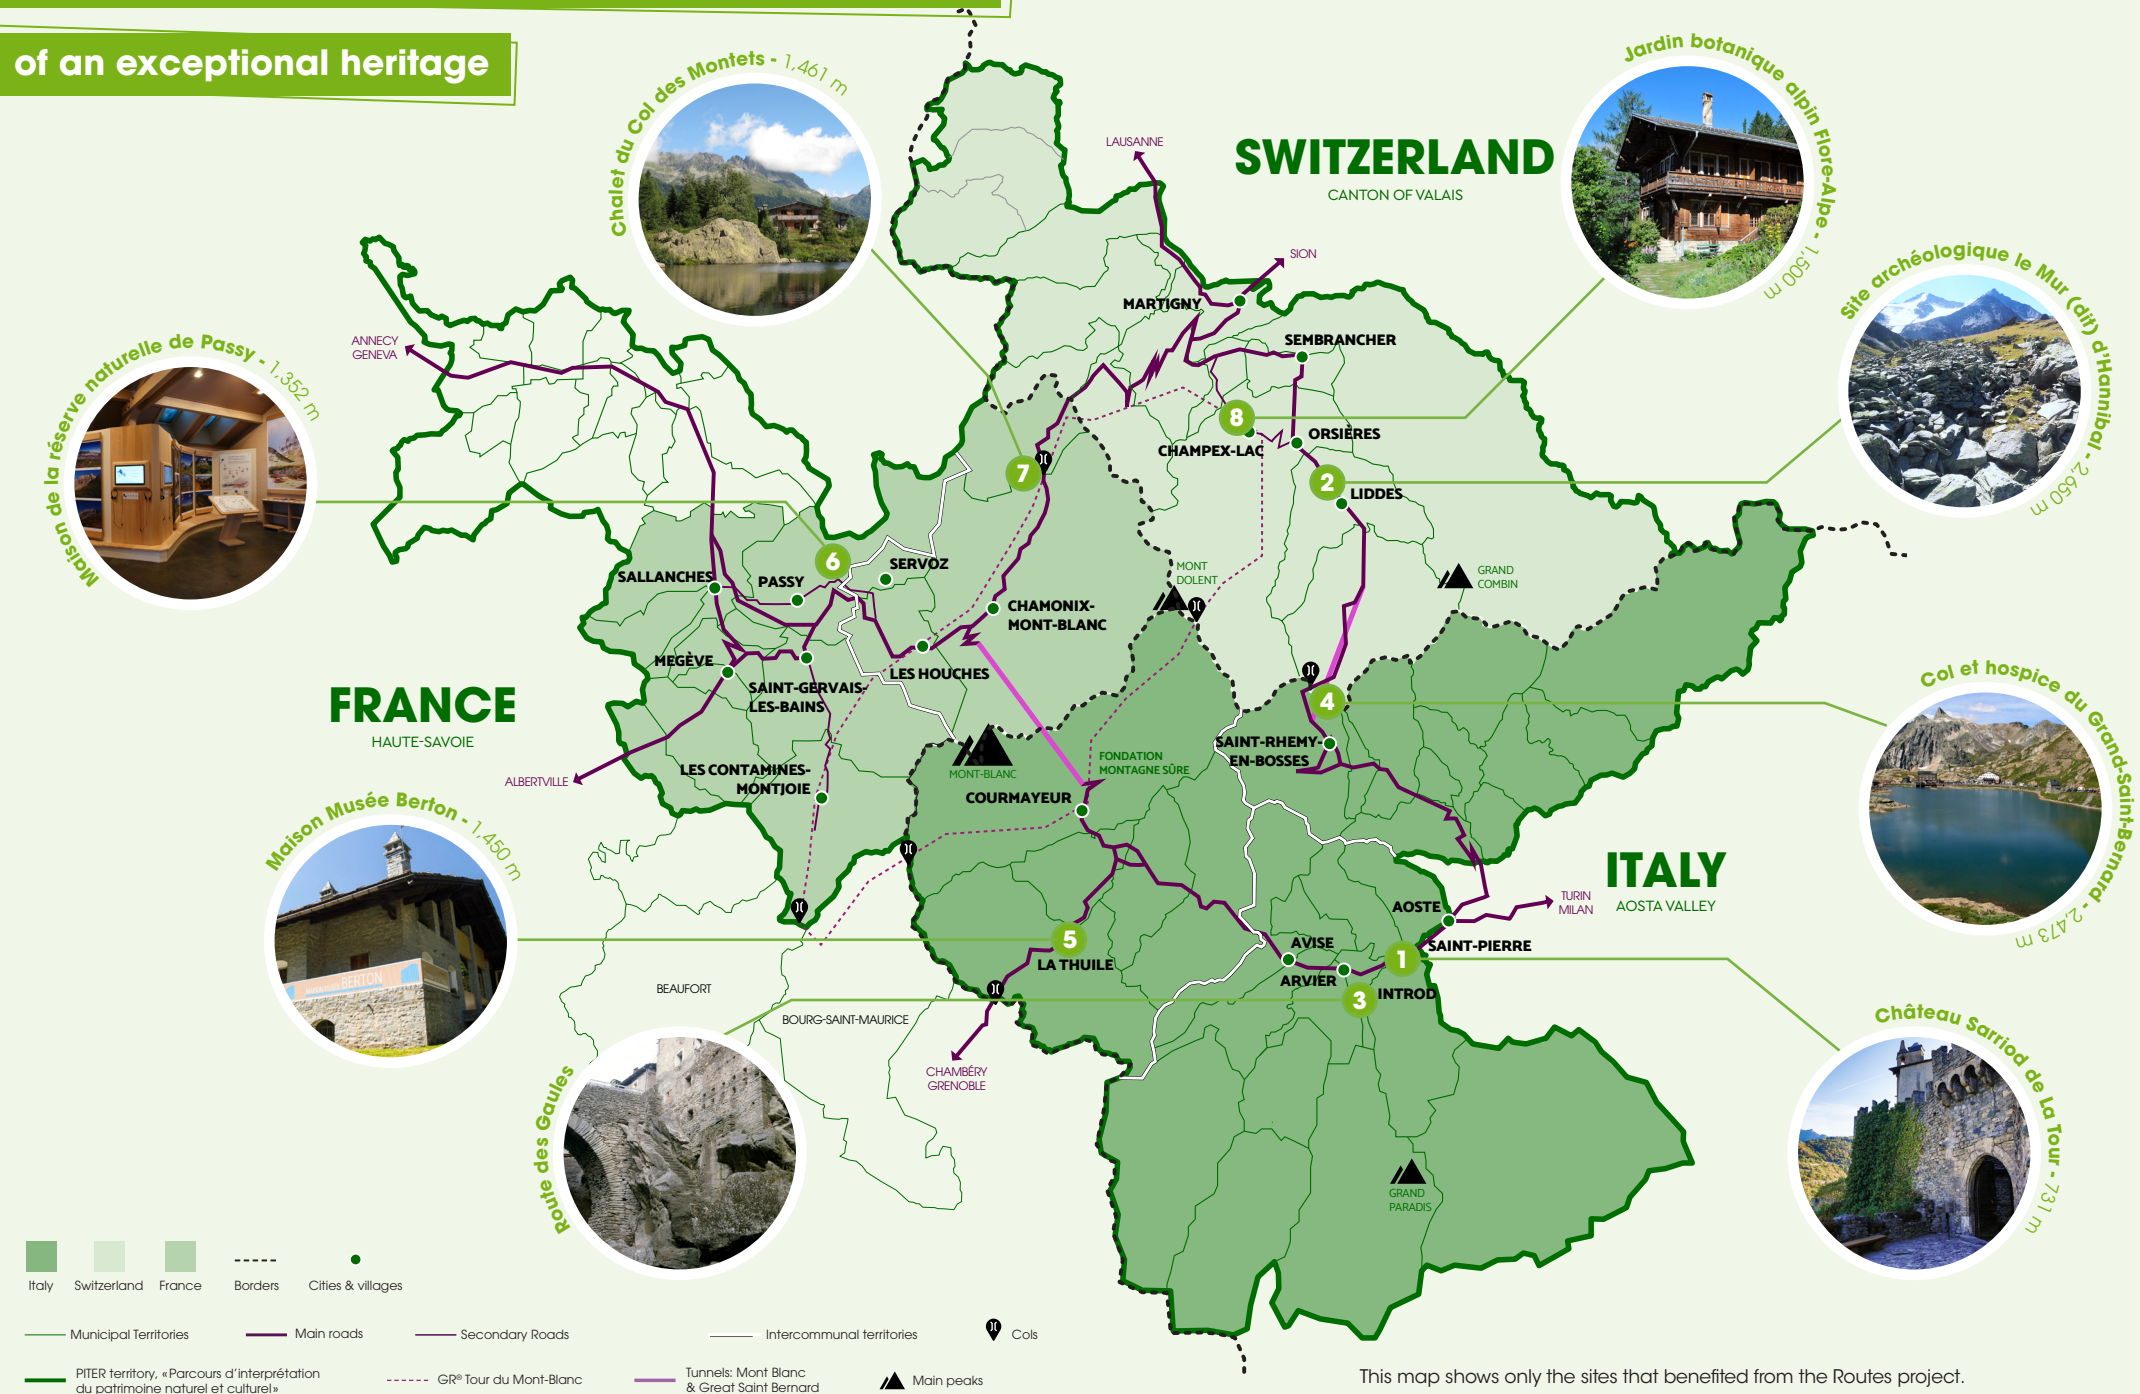 of an exceptional heritage
Chalet du Col des Montets - 1,461 m
Jardin botanique alpin Flore-Alpe - 1,500 m
Site archéologique le Mur (dit) d'Hannibal - 2,650 m
Maison de la réserve naturelle de Passy - 1,352 m
Col et hospice du Grand-Saint-Bernard - 2,473 m
Maison Musée Berton - 1,450 m
Route des Gaules
Château Sarriod de La Tour - 731 m
SWITZERLAND
CANTON OF VALAIS
FRANCE
HAUTE-SAVOIE
ITALY
AOSTA VALLEY
LAUSANNE
SION
MARTIGNY
SEMBRANCHER
ANNECY
GENEVA
8
ORSIÈRES
CHAMPEX-LAC
7
2
LIDDES
6
SERVOZ
SALLANCHES
PASSY
MONT
DOLENT
GRAND
COMBIN
CHAMONIX-
MONT-BLANC
MEGÈVE
LES HOUCHES
SAINT-GERVAIS-
LES-BAINS
4
SAINT-RHEMY-
EN-BOSSES
ALBERTVILLE
LES CONTAMINES-
MONTJOIE
MONT-BLANC
FONDATION
MONTAGNE SÛRE
COURMAYEUR
AOSTE
TURIN
MILAN
5
LA THUILE
AVISE
SAINT-PIERRE
1
ARVIER
3
INTROD
BEAUFORT
BOURG-SAINT-MAURICE
CHAMBÉRY
GRENOBLE
GRAND
PARADIS
MAISON MUSÉE BERTON
Italy
Switzerland
France
Borders
Cities & villages
Municipal Territories
Main roads
Secondary Roads
Intercommunal territories
Cols
PITER territory, «Parcours d'interprétation
du patrimoine naturel et culturel»
GR® Tour du Mont-Blanc
Tunnels: Mont Blanc
& Great Saint Bernard
Main peaks
This map shows only the sites that benefited from the Routes project.